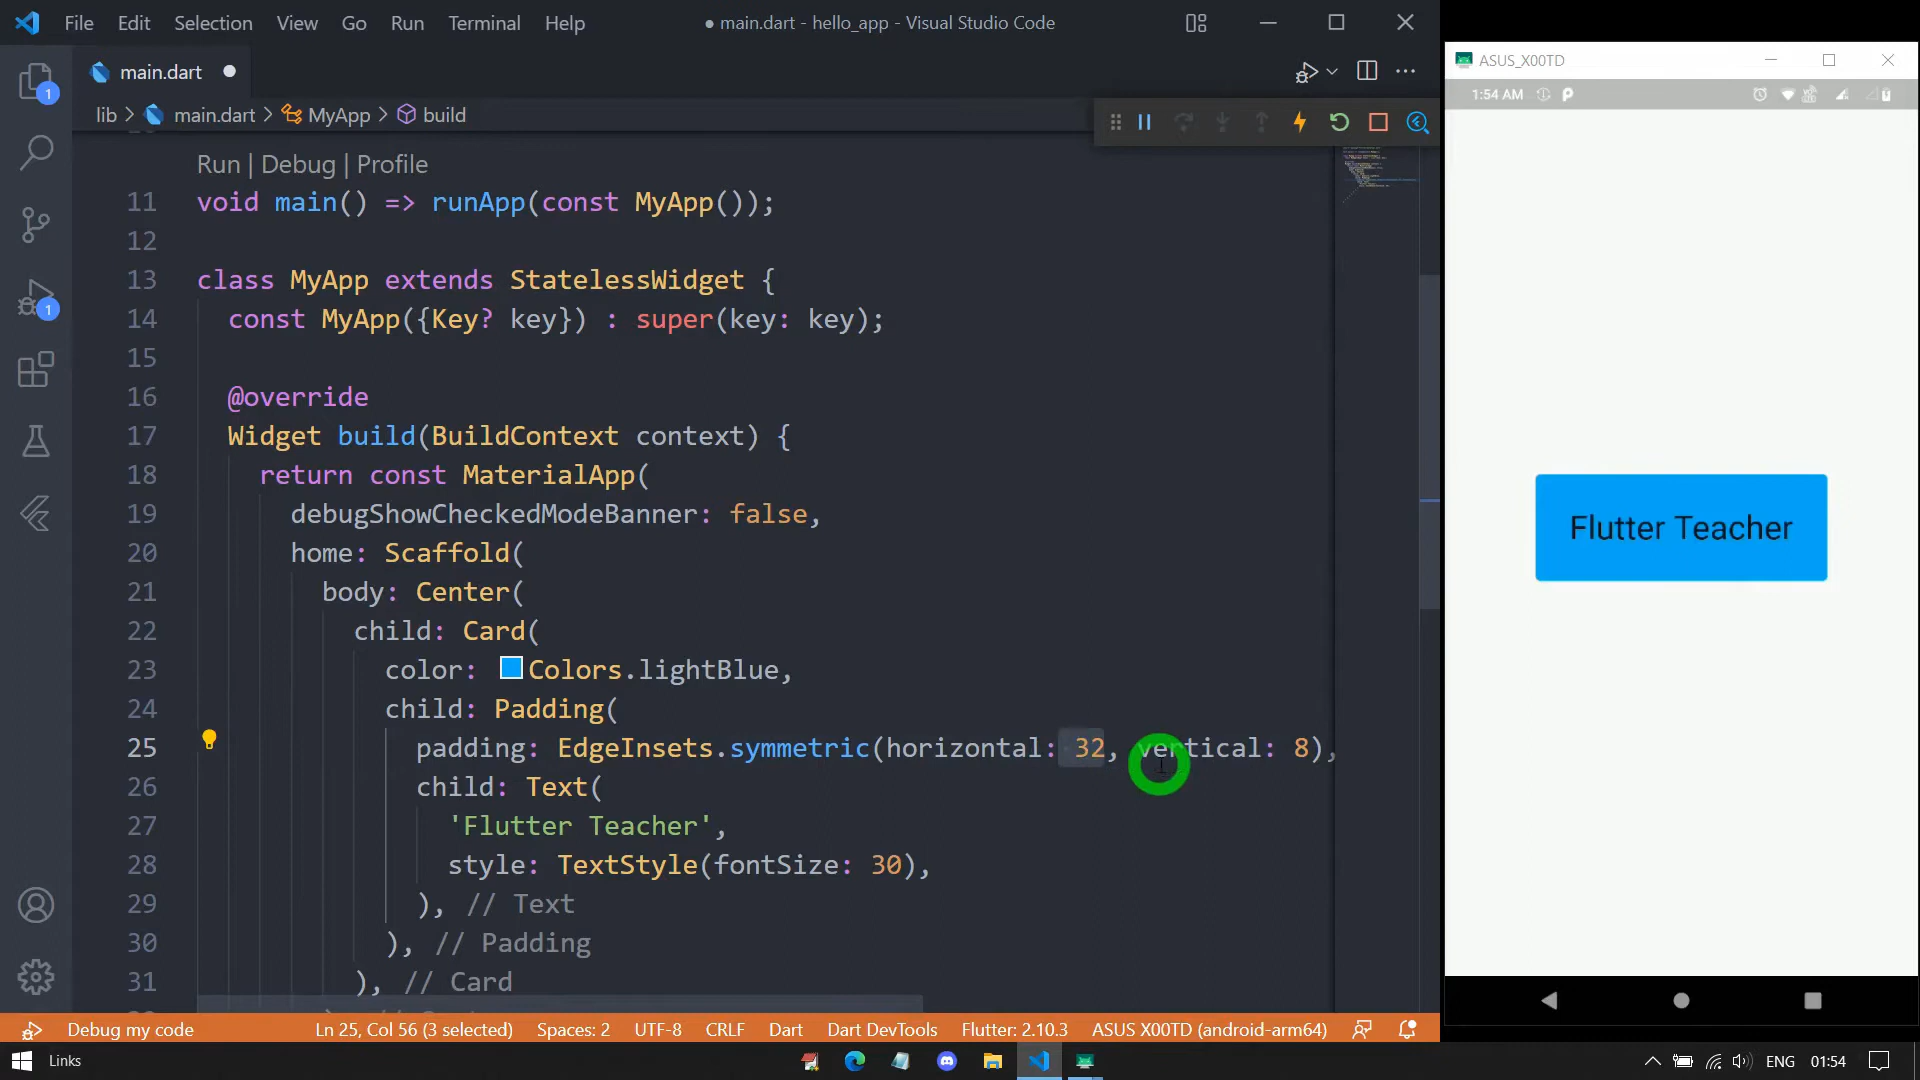 File Edit Selection View Go Run Terminal Help
● main.dart - hello_app - Visual Studio Code
main.dart
lib > main.dart > MyApp > build
Run | Debug | Profile
11 void main() => runApp(const MyApp());
12
13 class MyApp extends StatelessWidget {
14 const MyApp({Key? key}) : super(key: key);
15
16 @override
17 Widget build(BuildContext context) {
18 return const MaterialApp(
19 debugShowCheckedModeBanner: false,
20 home: Scaffold(
21 body: Center(
22 child: Card(
23 color: Colors.lightBlue,
24 child: Padding(
25 padding: EdgeInsets.symmetric(horizontal: 32, vertical: 8),
26 child: Text(
27 'Flutter Teacher',
28 style: TextStyle(fontSize: 30),
29 ), // Text
30 ), // Padding
31 ), // Card
1
1
Debug my code
Ln 25, Col 56 (3 selected) Spaces: 2 UTF-8 CRLF Dart Dart DevTools Flutter: 2.10.3 ASUS X00TD (android-arm64)
ASUS_X00TD
1:54 AM
Flutter Teacher
Links
ENG 01:54